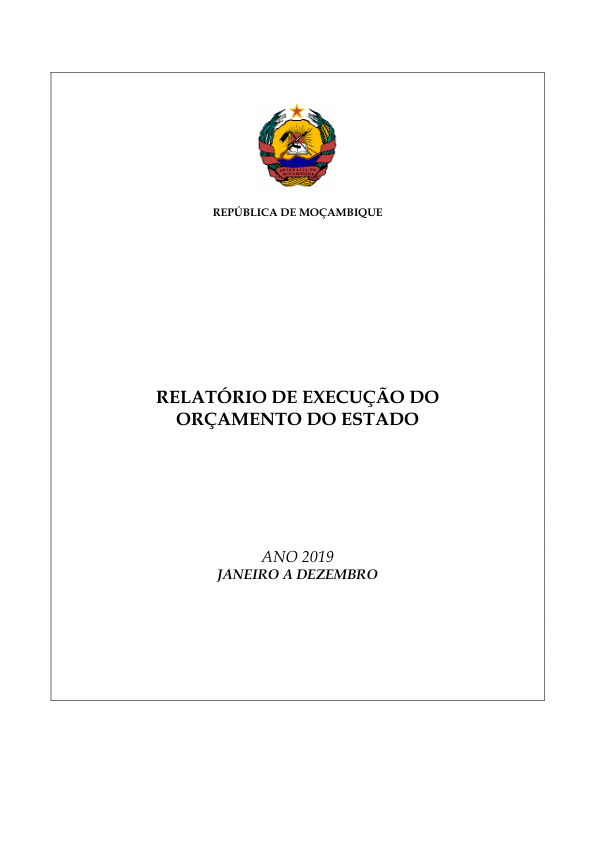 REPÚBLICA DE MOÇAMBIQUE
RELATÓRIO DE EXECUÇÃO DO
ORÇAMENTO DO ESTADO
ANO 2019
JANEIRO A DEZEMBRO